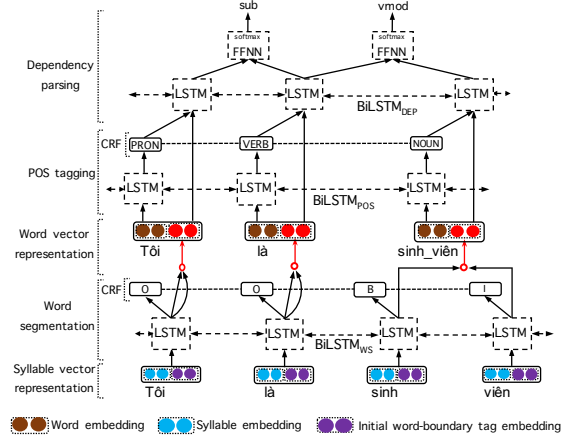 sub vmod
softmax softmax
FFNN FFNN
Dependency
parsing
LSTM LSTM LSTM
BiLSTM_DEP
CRF PRON VERB NOUN
POS tagging
LSTM LSTM LSTM
BiLSTM_POS
Word vector
representation
Tôi là sinh_viên
CRF O O B I
Word
segmentation
LSTM LSTM LSTM LSTM
BiLSTM_WS
Syllable vector
representation
Tôi là sinh viên
Word embedding Syllable embedding Initial word-boundary tag embedding